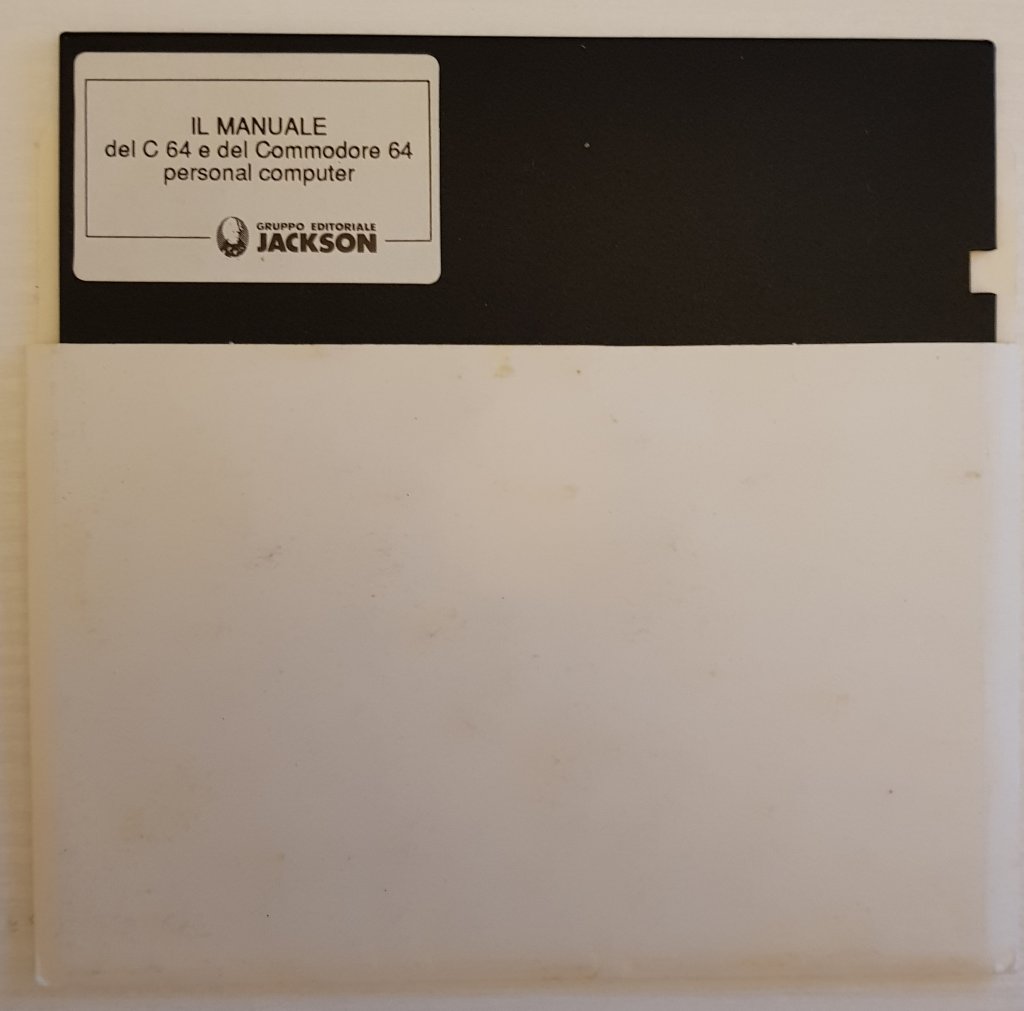 IL MANUALE
del C 64 e del Commodore 64
personal computer
GRUPPO EDITORIALE
JACKSON